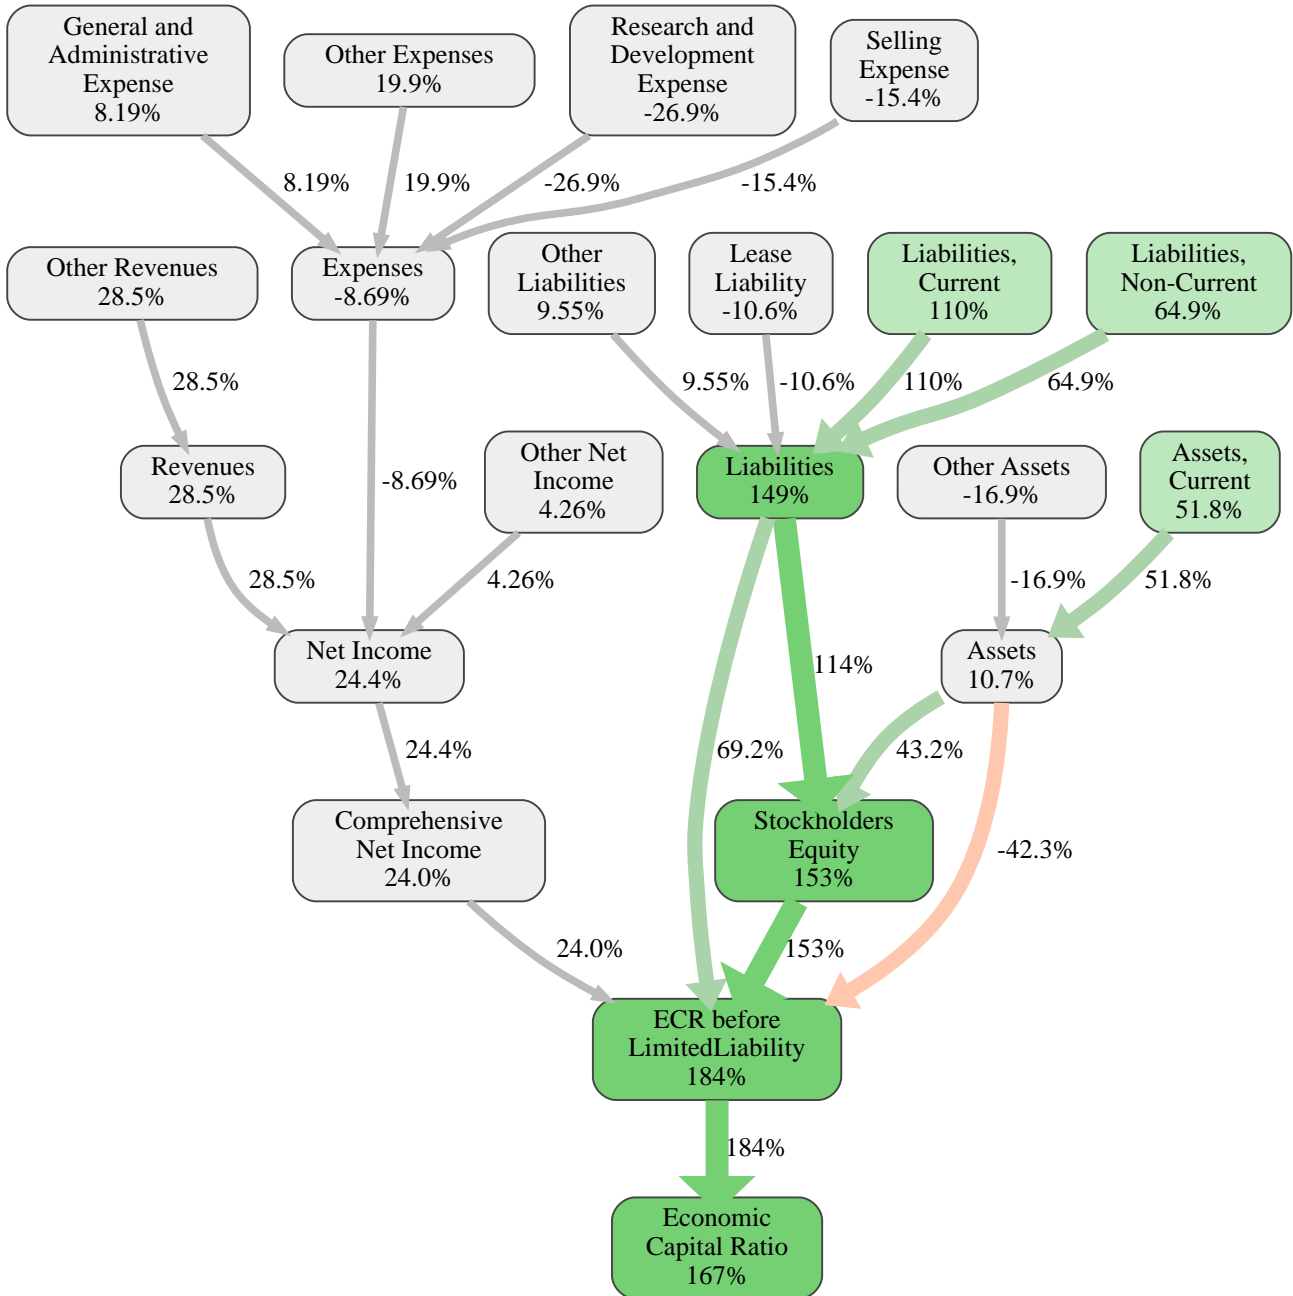 General and
Administrative
Expense
8.19%
Other Expenses
19.9%
Research and
Development
Expense
-26.9%
Selling
Expense
-15.4%
8.19%
19.9%
-26.9%
-15.4%
Other Revenues
28.5%
Expenses
-8.69%
Other
Liabilities
9.55%
Lease
Liability
-10.6%
Liabilities,
Current
110%
Liabilities,
Non-Current
64.9%
28.5%
9.55%
-10.6%
110%
64.9%
Revenues
28.5%
-8.69%
Other Net
Income
4.26%
Liabilities
149%
Other Assets
-16.9%
Assets,
Current
51.8%
28.5%
4.26%
-16.9%
51.8%
Net Income
24.4%
114%
Assets
10.7%
24.4%
69.2%
43.2%
Comprehensive
Net Income
24.0%
Stockholders
Equity
153%
-42.3%
24.0%
153%
ECR before
LimitedLiability
184%
184%
Economic
Capital Ratio
167%